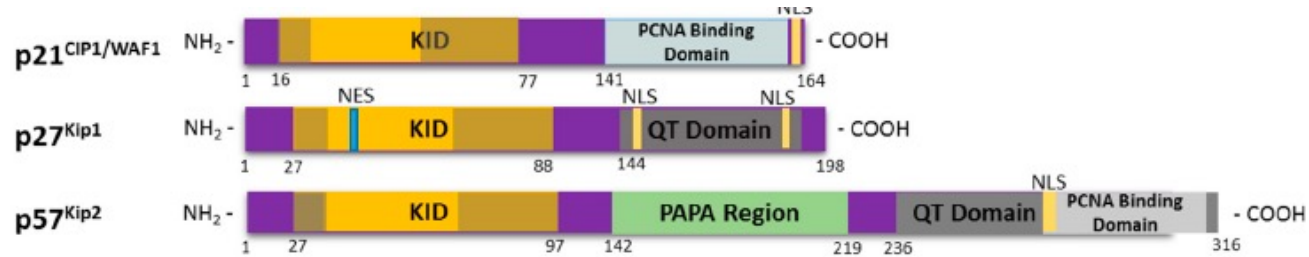 NLS
p21CIP1/WAF1 NH2 - KID PCNA Binding Domain - COOH
1 16 77 141 164
NES NLS NLS
p27Kip1 NH2 - KID QT Domain - COOH
1 27 88 144 198
NLS
p57Kip2 NH2 - KID PAPA Region QT Domain PCNA Binding Domain - COOH
1 27 97 142 219 236 316